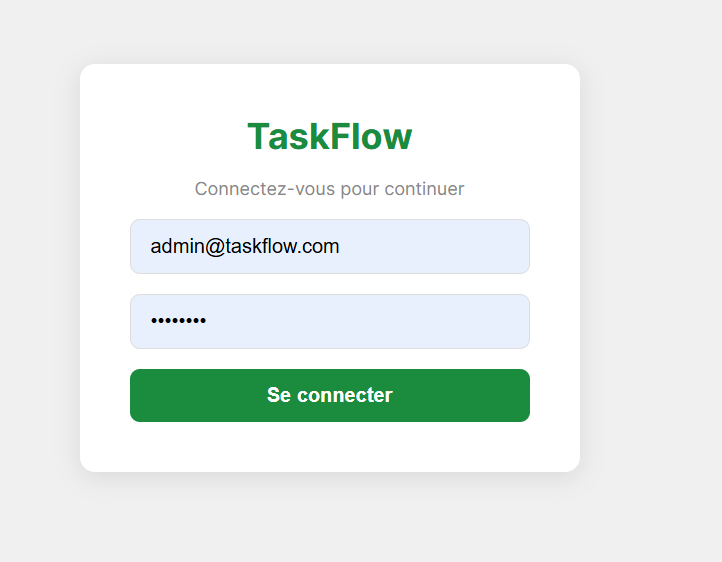 TaskFlow
Connectez-vous pour continuer
admin@taskflow.com
••••••••
Se connecter